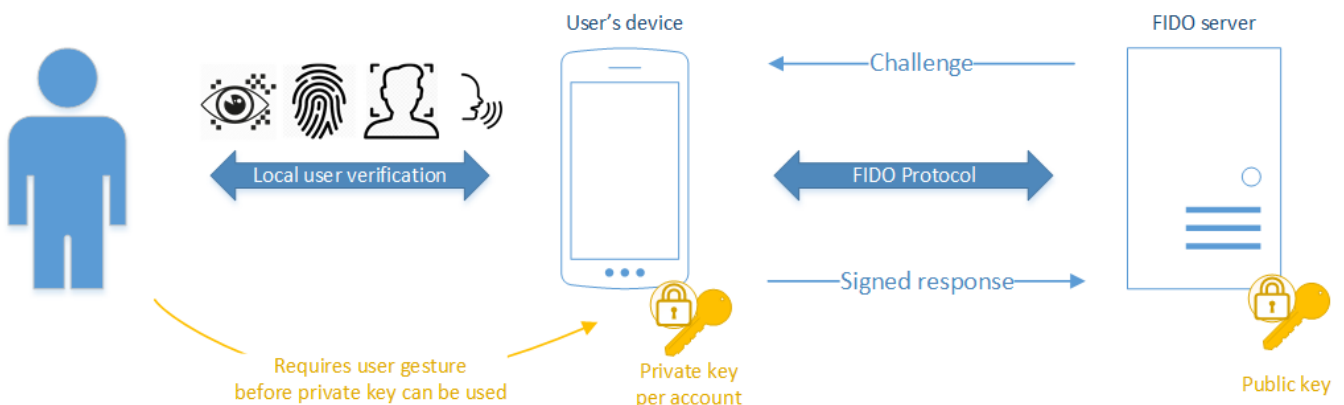 User's device
FIDO server
Challenge
Local user verification
FIDO Protocol
Signed response
Requires user gesture
before private key can be used
Private key
per account
Public key